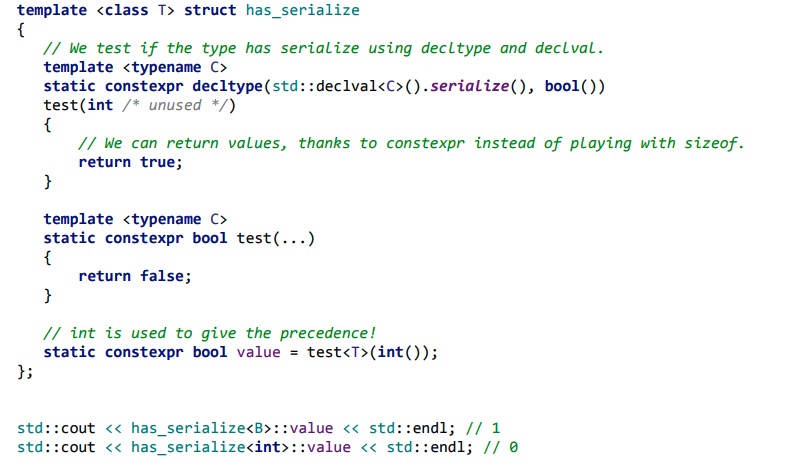 template <class T> struct has_serialize
{
    // We test if the type has serialize using decltype and declval.
    template <typename C>
    static constexpr decltype(std::declval<C>().serialize(), bool())
    test(int /* unused */)
    {
        // We can return values, thanks to constexpr instead of playing with sizeof.
        return true;
    }

    template <typename C>
    static constexpr bool test(...)
    {
        return false;
    }

    // int is used to give the precedence!
    static constexpr bool value = test<T>(int());
};

std::cout << has_serialize<B>::value << std::endl; // 1
std::cout << has_serialize<int>::value << std::endl; // 0